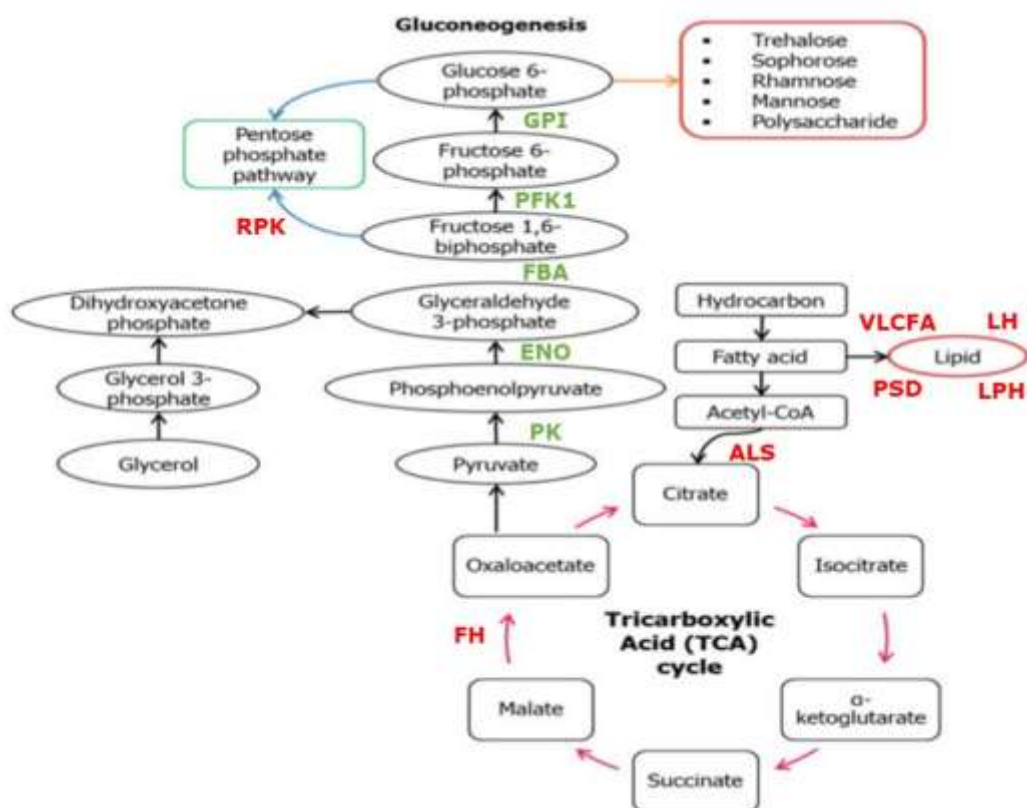 Gluconeogenesis
Glucose 6-
phosphate
▪ Trehalose
▪ Sophorose
▪ Rhamnose
▪ Mannose
▪ Polysaccharide
GPI
Pentose
phosphate
pathway
Fructose 6-
phosphate
PFK1
RPK
Fructose 1,6-
biphosphate
FBA
Dihydroxyacetone
phosphate
Glyceraldehyde
3-phosphate
Hydrocarbon
VLCFA
LH
ENO
Fatty acid
Lipid
Glycerol 3-
phosphate
Phosphoenolpyruvate
PSD
LPH
Acetyl-CoA
PK
ALS
Glycerol
Pyruvate
Citrate
Oxaloacetate
Isocitrate
Tricarboxylic
Acid (TCA)
cycle
FH
Malate
α-
ketoglutarate
Succinate